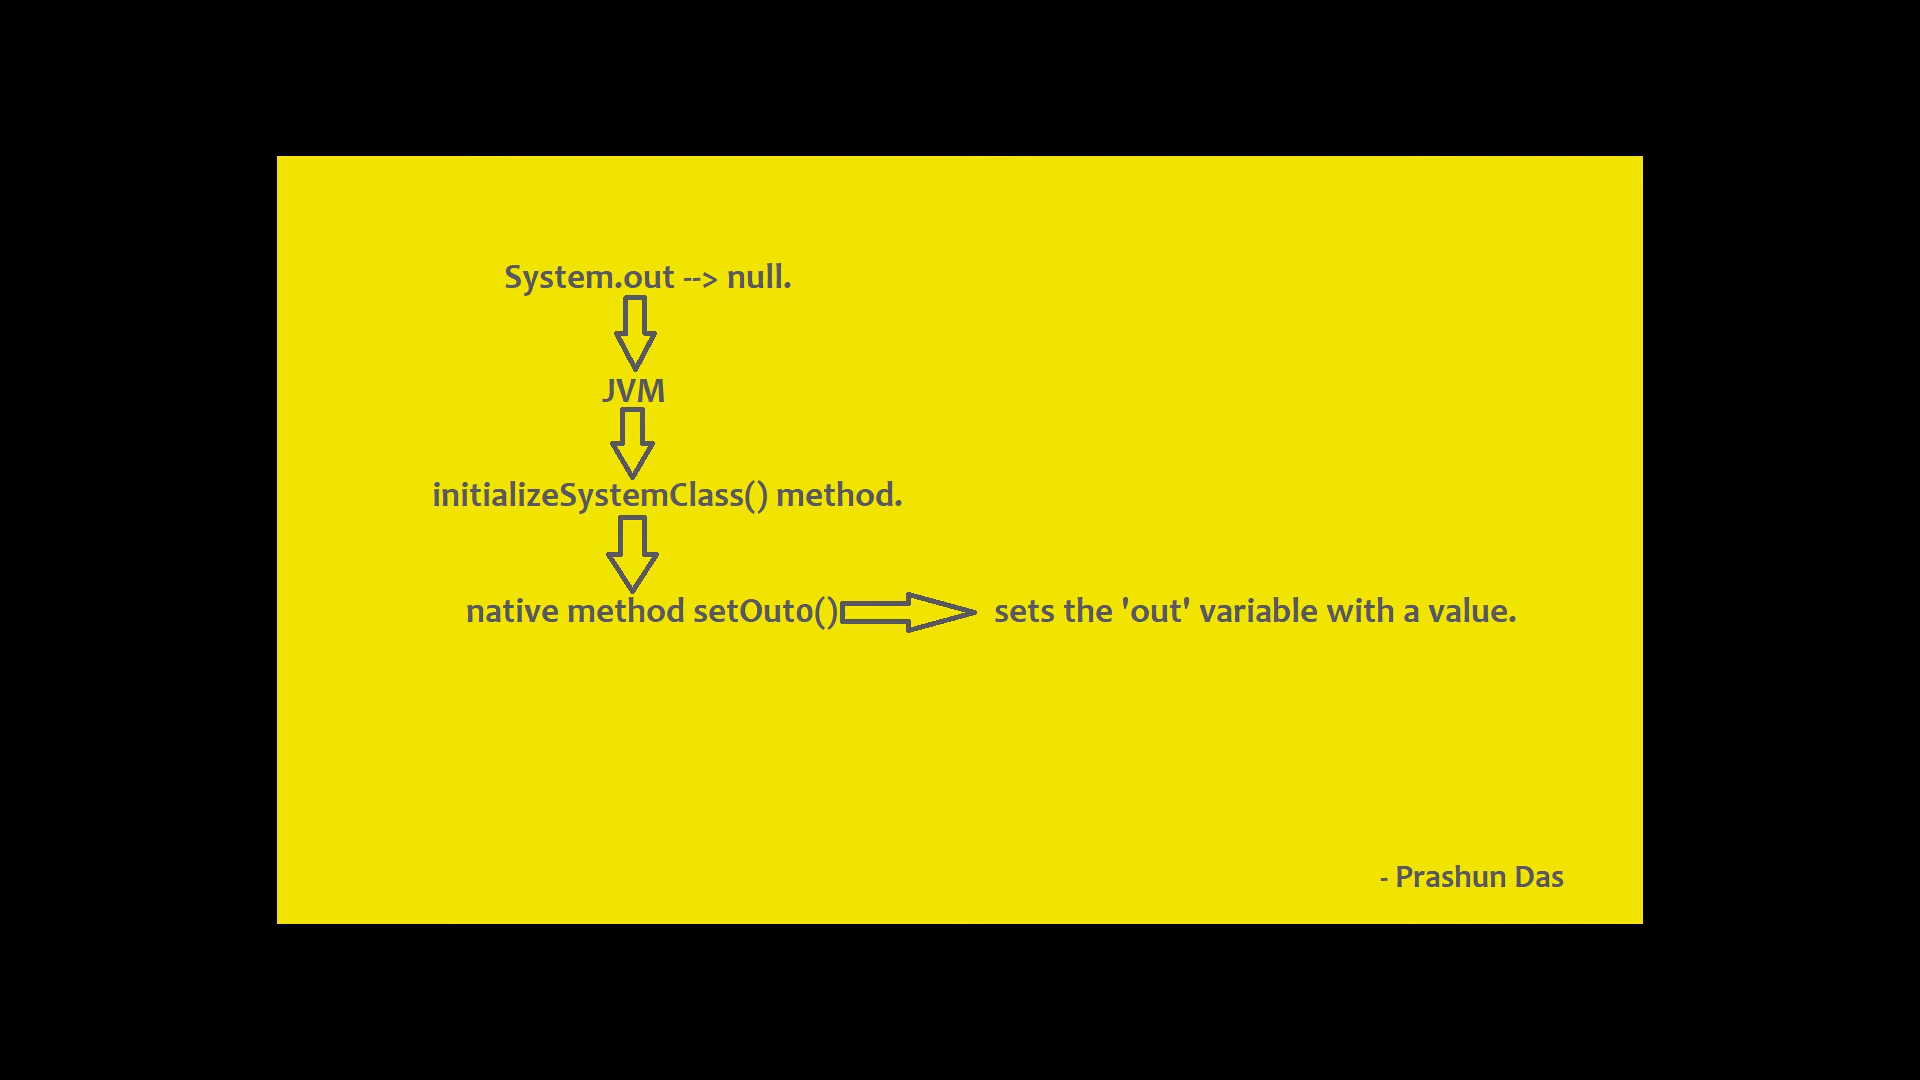 System.out --> null.
JVM
initializeSystemClass() method.
native method setOut0() sets the 'out' variable with a value.
- Prashun Das